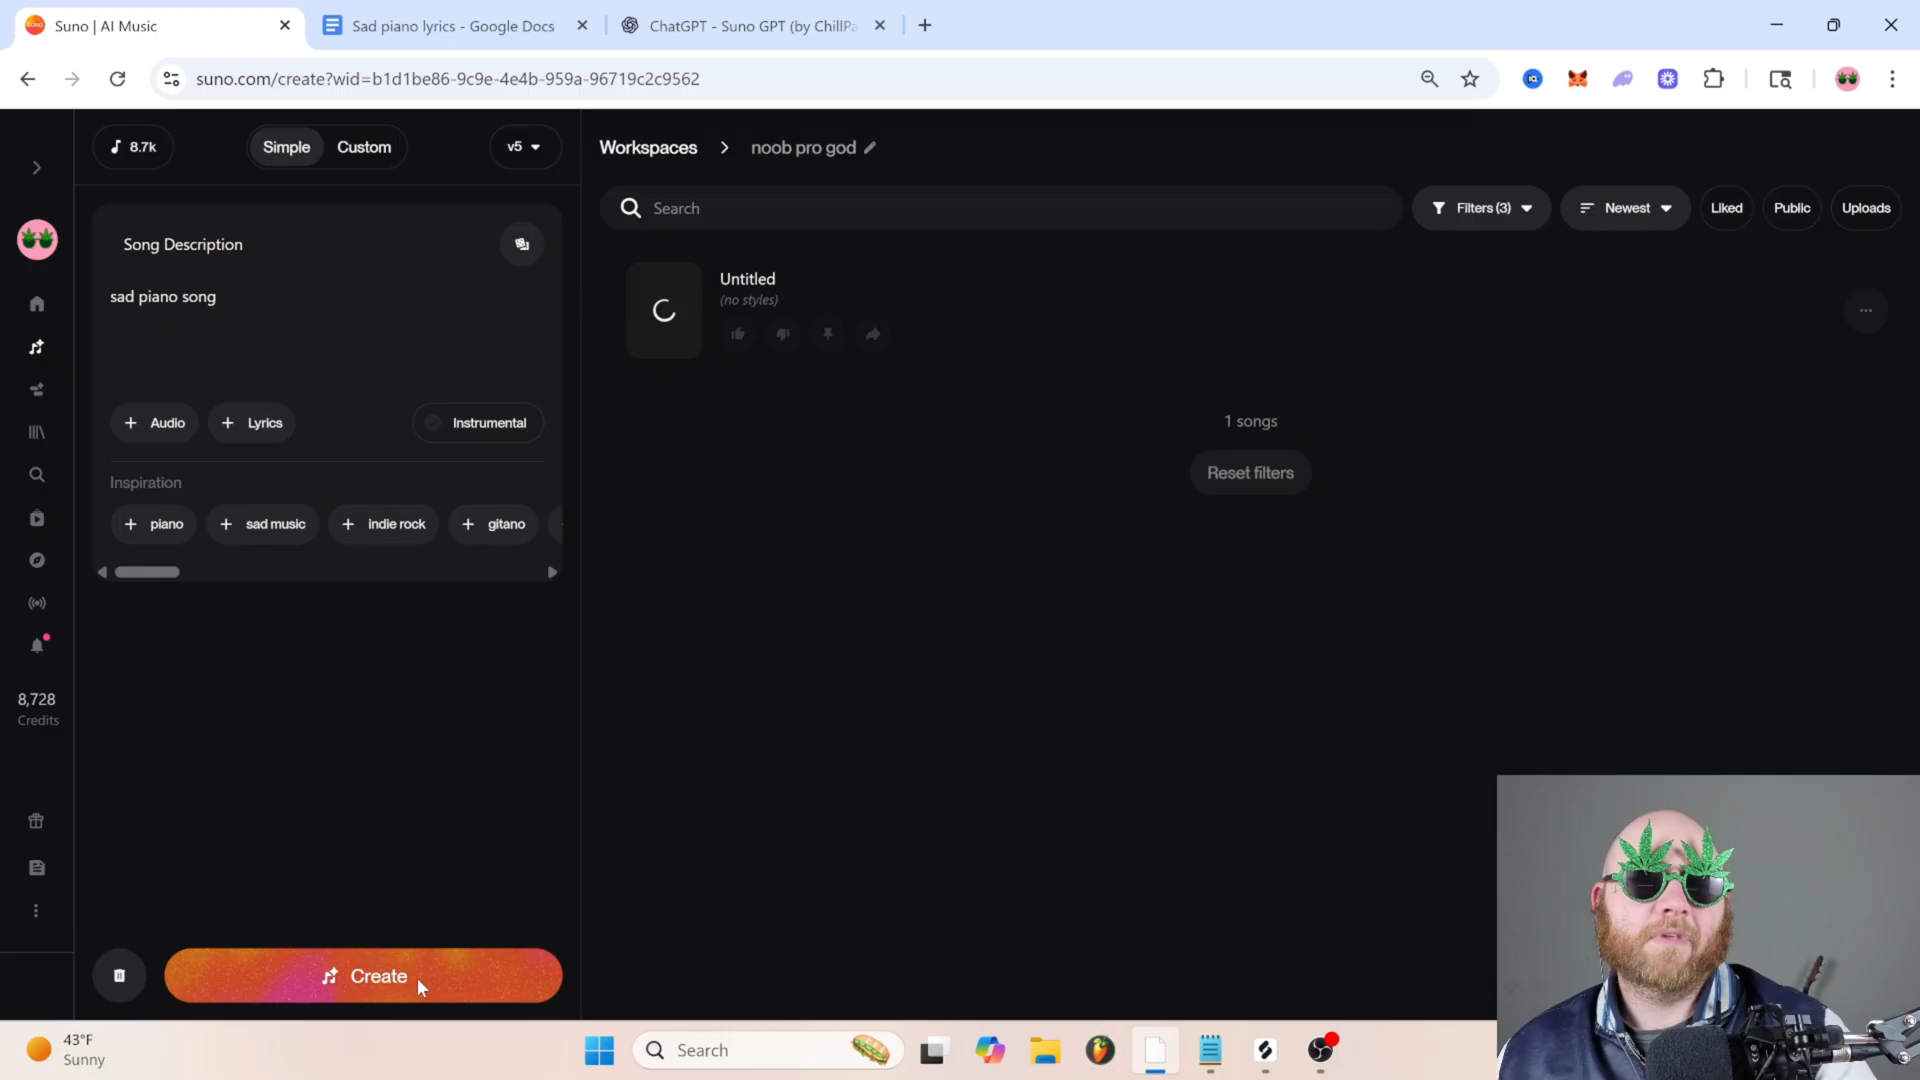 Suno | AI Music
Sad piano lyrics - Google Docs
ChatGPT - Suno GPT (by ChillPa
suno.com/create?wid=b1d1be86-9c9e-4e4b-959a-96719c2c9562
8.7k
Simple
Custom
v5
Workspaces
noob pro god
Search
Filters (3)
Newest
Liked
Public
Uploads
Song Description
sad piano song
Untitled
(no styles)
Audio
Lyrics
Instrumental
1 songs
Reset filters
Inspiration
piano
sad music
indie rock
gitano
8,728
Credits
Create
43°F
Sunny
Search